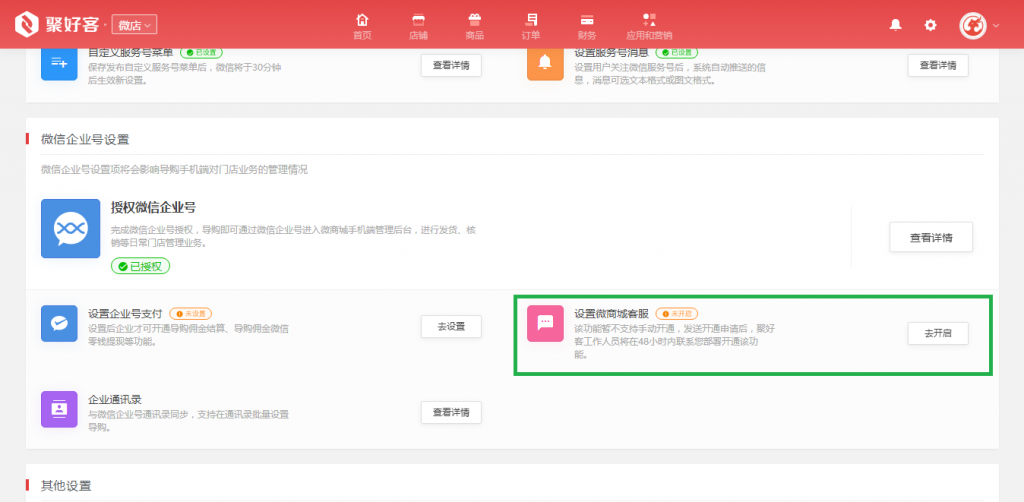 聚好客 · 微店
首页 店铺 商品 订单 财务 应用和营销
自定义服务号菜单 已设置
保存发布自定义服务号菜单后，微信将于30分钟
后生效新设置。
查看详情
设置服务号消息 已设置
设置用户关注微信服务号后，系统自动推送的信
息，消息可选文本格式或图文格式。
查看详情
微信企业号设置
微信企业号设置项将会影响导购手机端对门店业务的管理情况
授权微信企业号
完成微信企业号授权，导购即可通过微信企业号进入微商城手机端管理后台，进行发货、核
销等日常门店管理业务。
已授权
查看详情
设置企业号支付 未设置
设置后企业才可开通导购佣金结算、导购佣金微信
零钱提现等功能。
去设置
设置微商城客服 未开启
该功能暂不支持手动开通，发送开通申请后，聚好
客工作人员将在48小时内联系您部署开通该功
能。
去开启
企业通讯录
与微信企业号通讯录同步，支持在通讯录批量设置
导购。
查看详情
其他设置